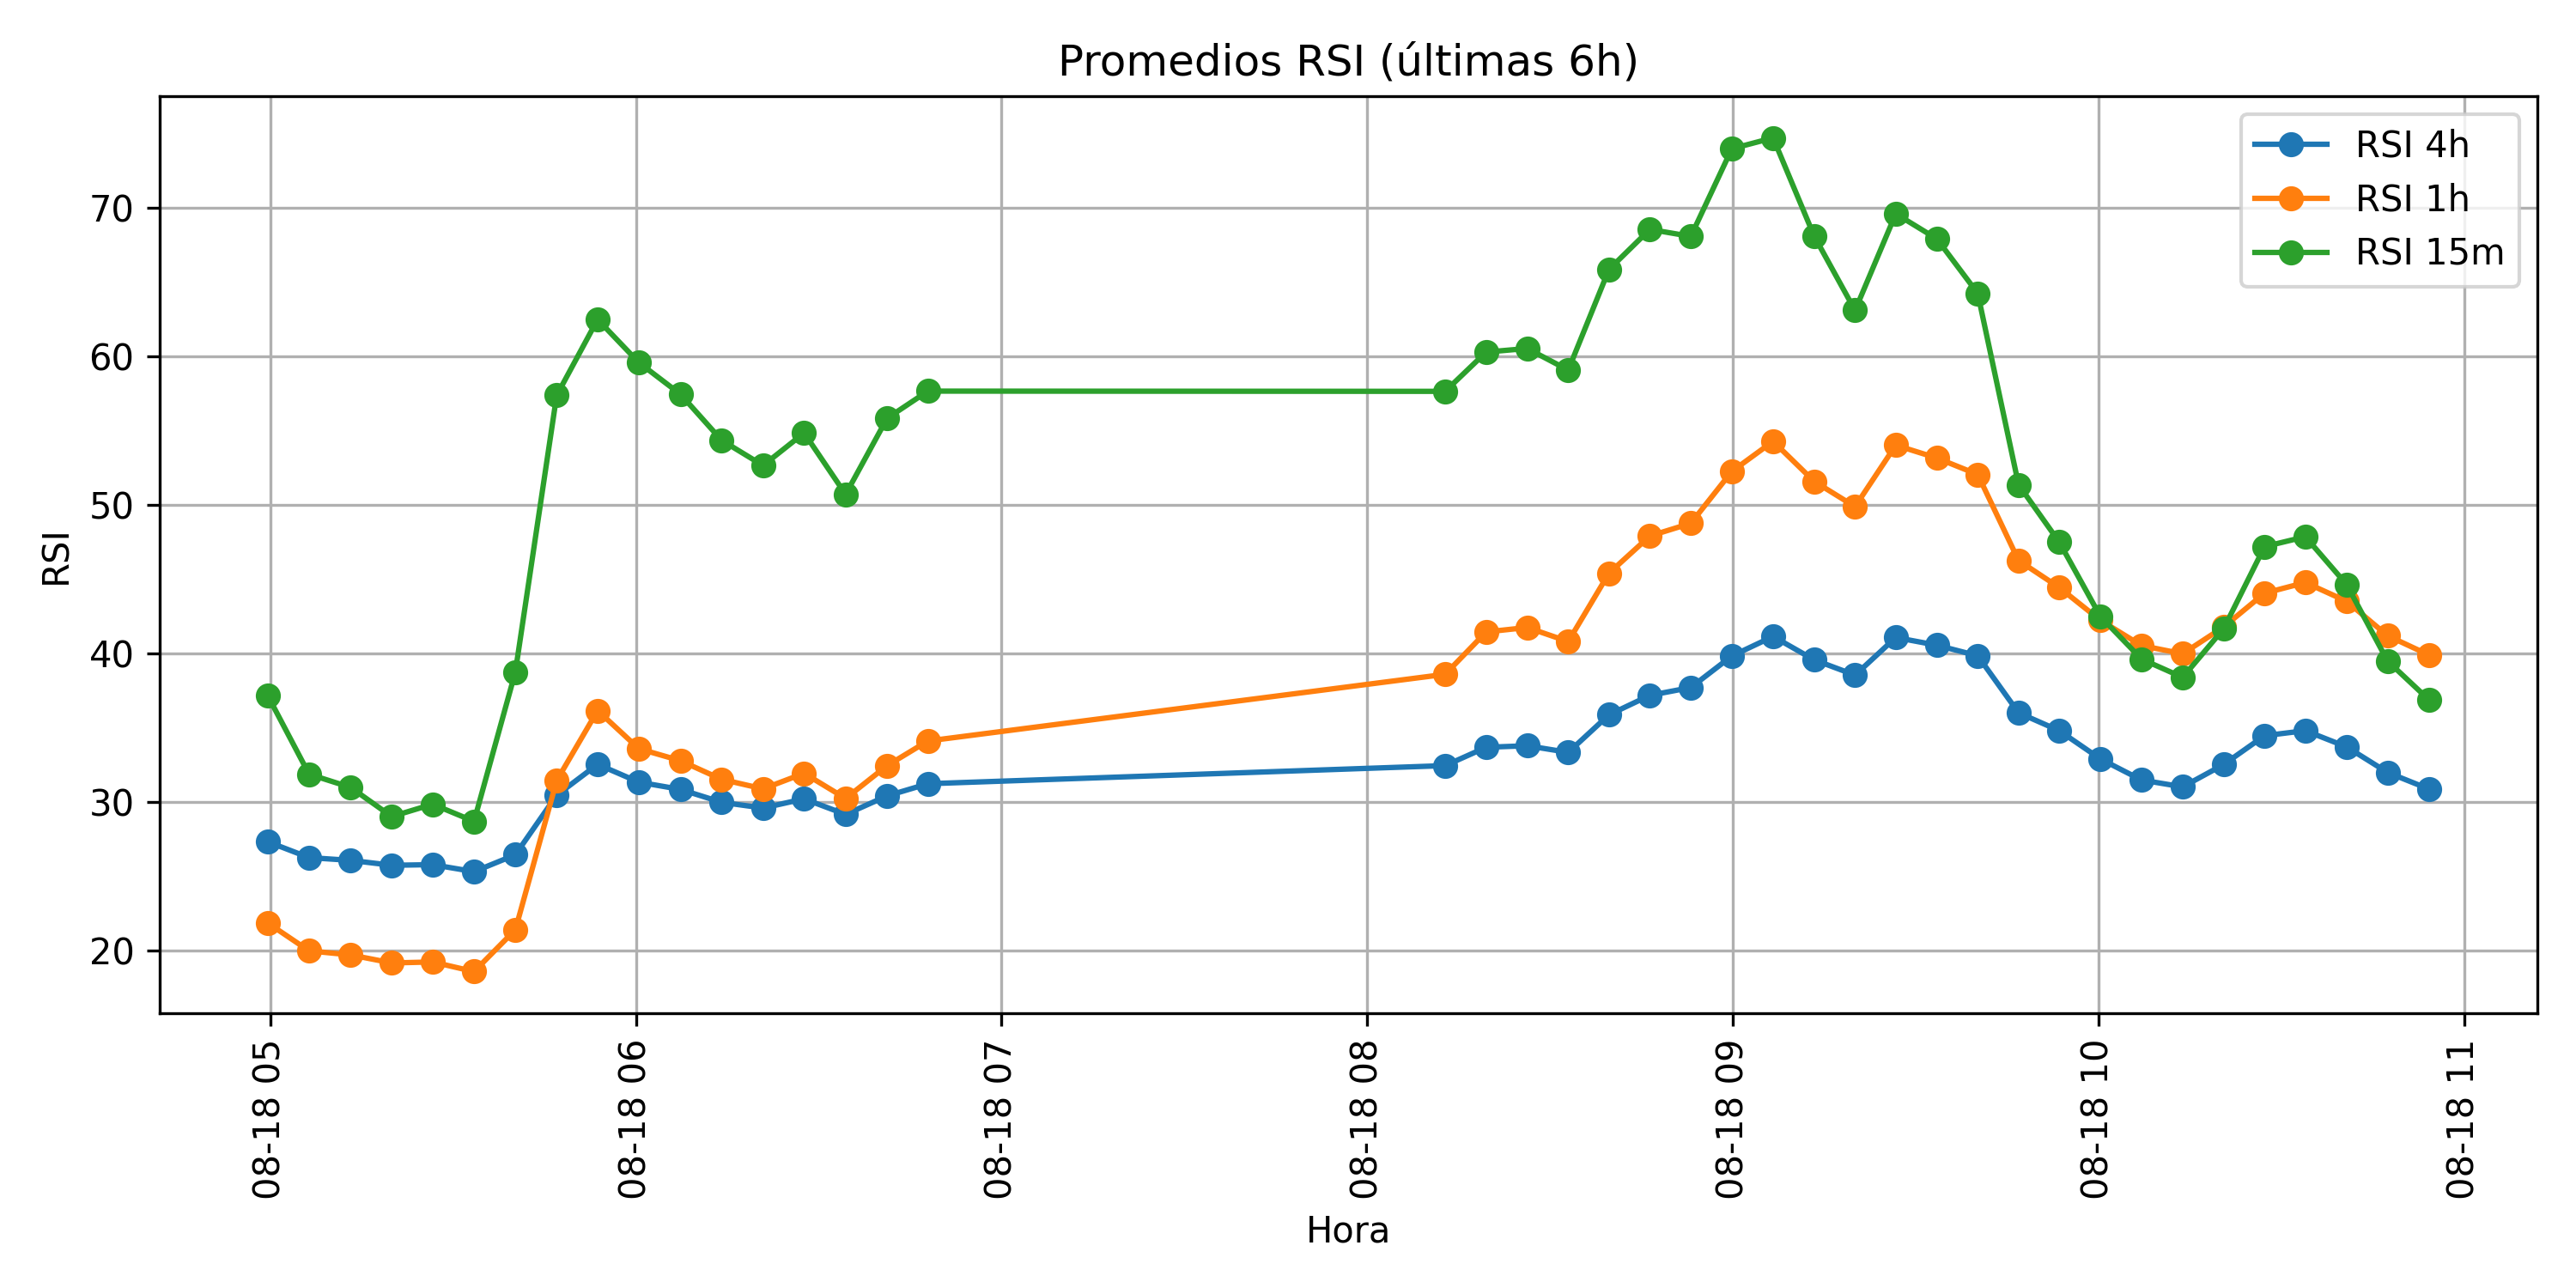 Promedios RSI (últimas 6h)
RSI 4h
RSI 1h
RSI 15m
RSI
70
60
50
40
30
20
08-18 05
08-18 06
08-18 07
08-18 08
08-18 09
08-18 10
08-18 11
Hora